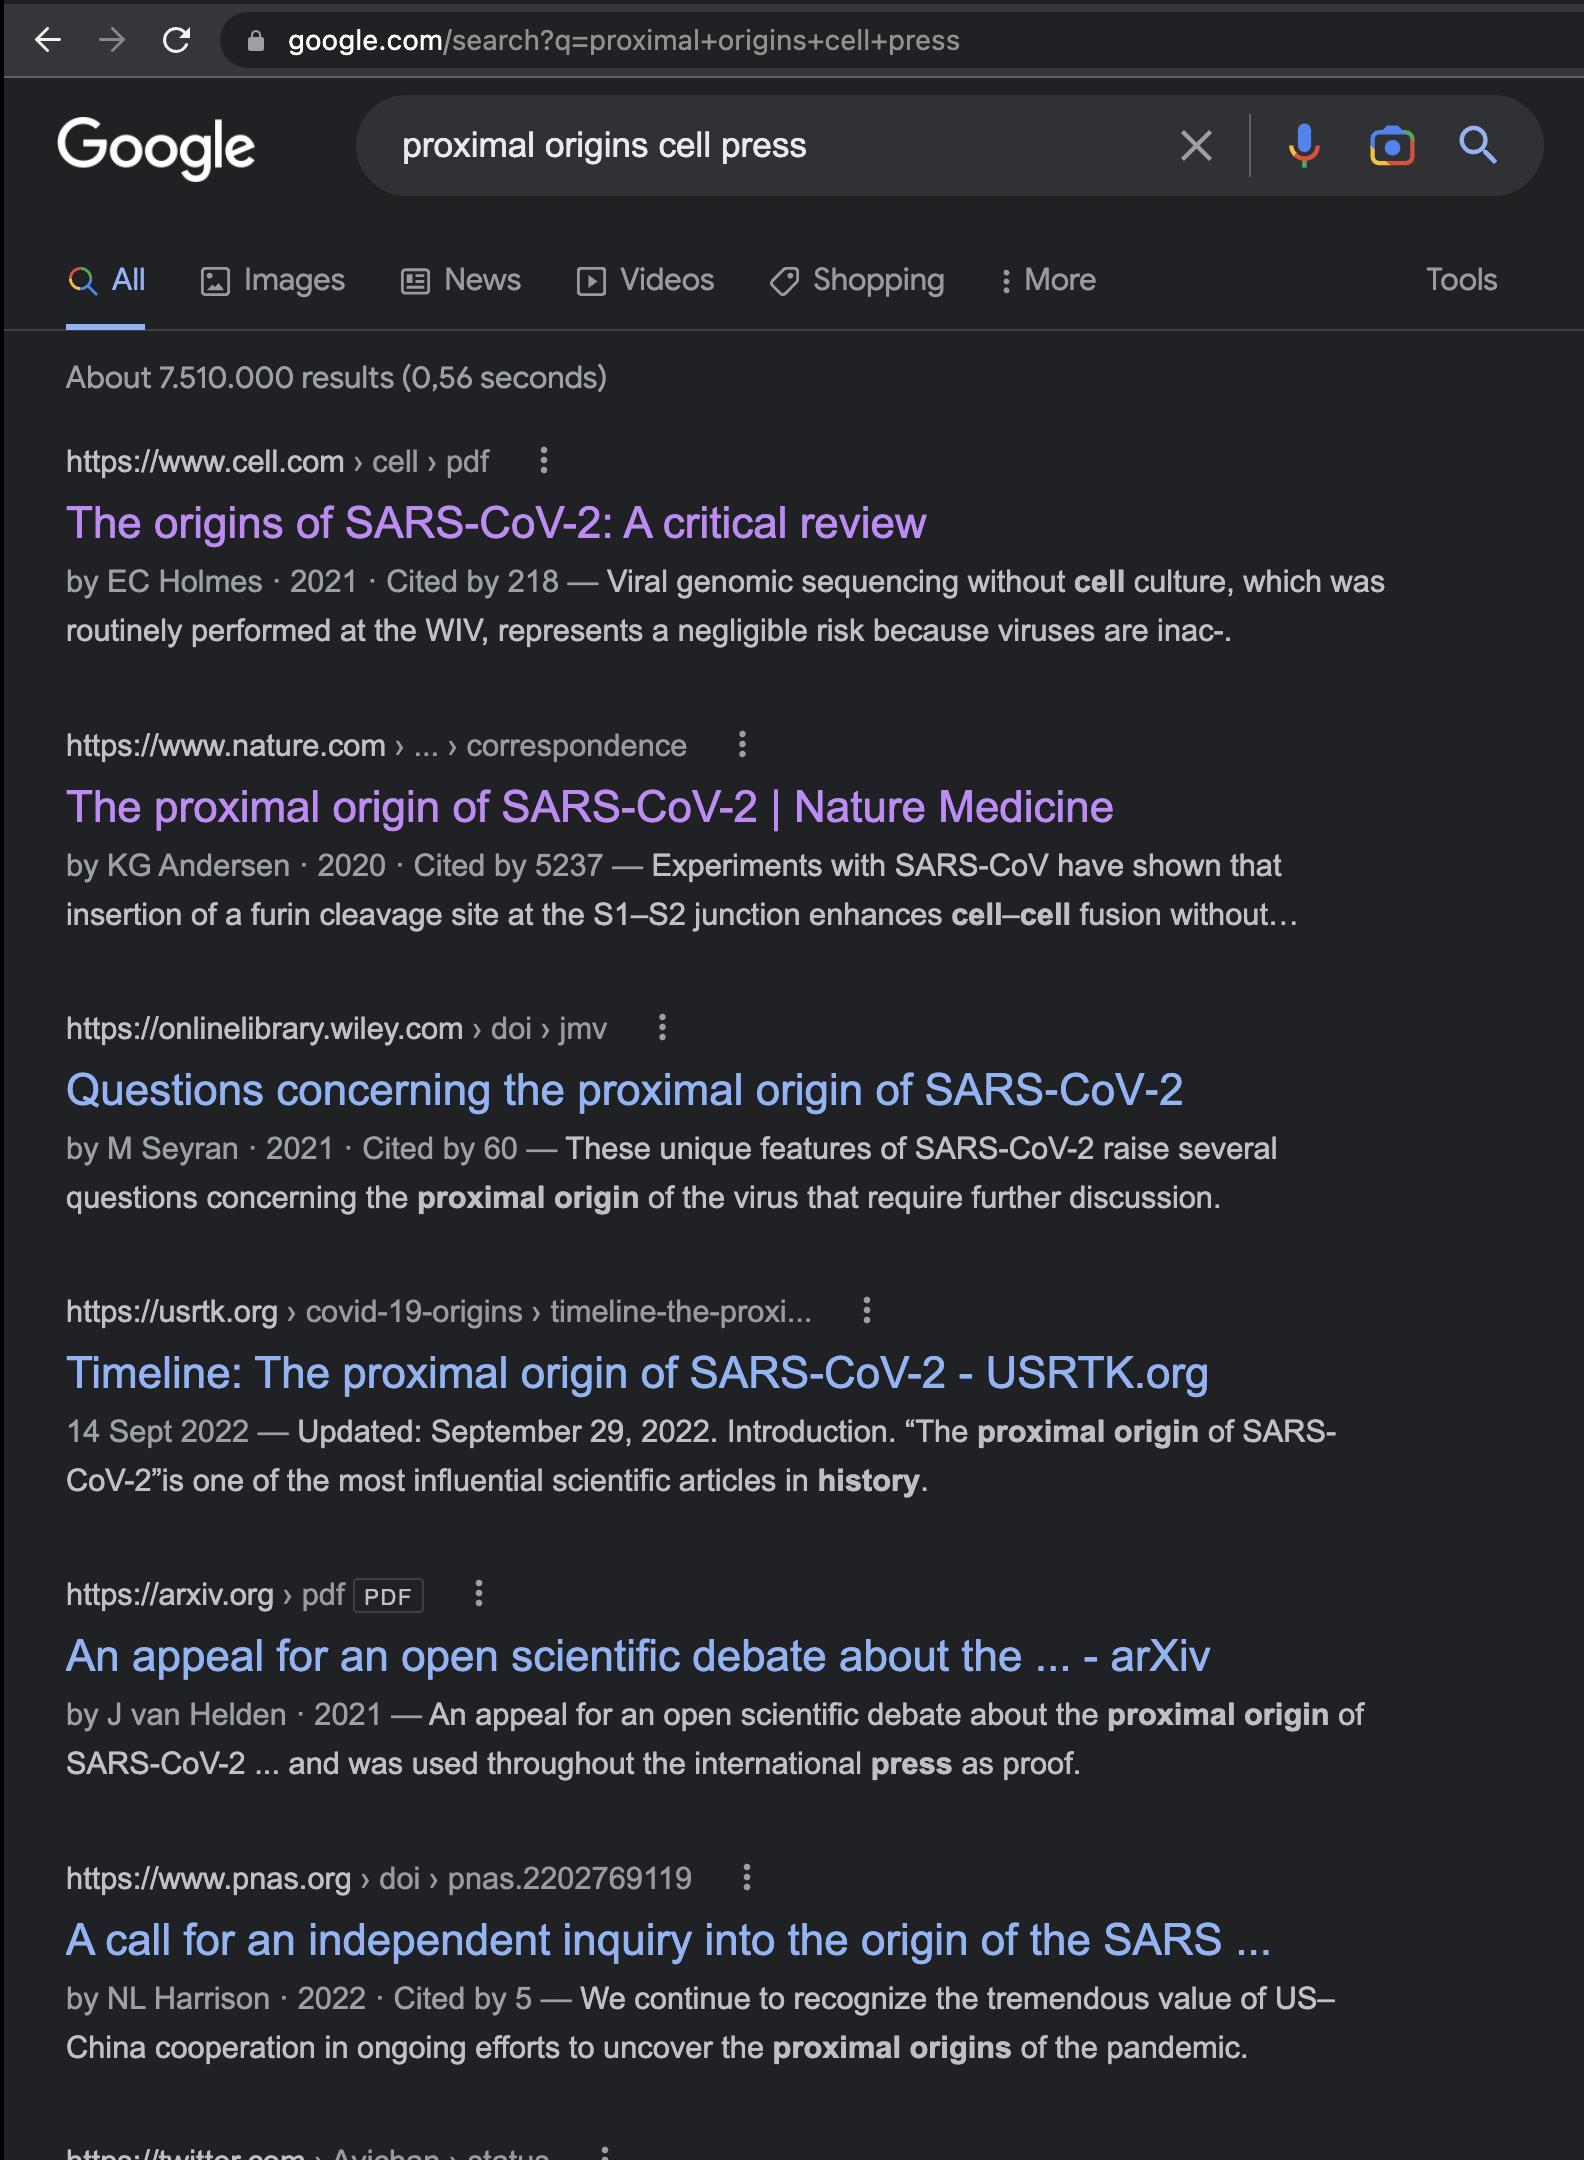 google.com/search?q=proximal+origins+cell+press
Google
proximal origins cell press
All Images News Videos Shopping More Tools
About 7.510.000 results (0,56 seconds)
https://www.cell.com › cell › pdf
The origins of SARS-CoV-2: A critical review
by EC Holmes · 2021 · Cited by 218 — Viral genomic sequencing without cell culture, which was
routinely performed at the WIV, represents a negligible risk because viruses are inac-.
https://www.nature.com › ... › correspondence
The proximal origin of SARS-CoV-2 | Nature Medicine
by KG Andersen · 2020 · Cited by 5237 — Experiments with SARS-CoV have shown that
insertion of a furin cleavage site at the S1–S2 junction enhances cell–cell fusion without…
https://onlinelibrary.wiley.com › doi › jmv
Questions concerning the proximal origin of SARS-CoV-2
by M Seyran · 2021 · Cited by 60 — These unique features of SARS-CoV-2 raise several
questions concerning the proximal origin of the virus that require further discussion.
https://usrtk.org › covid-19-origins › timeline-the-proxi...
Timeline: The proximal origin of SARS-CoV-2 - USRTK.org
14 Sept 2022 — Updated: September 29, 2022. Introduction. “The proximal origin of SARS-
CoV-2”is one of the most influential scientific articles in history.
https://arxiv.org › pdf PDF
An appeal for an open scientific debate about the ... - arXiv
by J van Helden · 2021 — An appeal for an open scientific debate about the proximal origin of
SARS-CoV-2 ... and was used throughout the international press as proof.
https://www.pnas.org › doi › pnas.2202769119
A call for an independent inquiry into the origin of the SARS ...
by NL Harrison · 2022 · Cited by 5 — We continue to recognize the tremendous value of US–
China cooperation in ongoing efforts to uncover the proximal origins of the pandemic.
https://twitter.com › Ayjchan › status